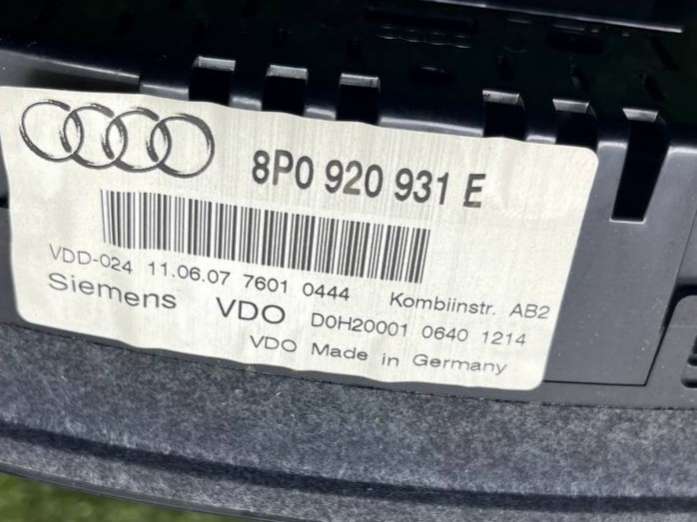 8P0 920 931 E
VDD-024 11.06.07 7601 0444 Kombiinstr. AB2
Siemens VDO D0H20001 0640 1214
VDO Made in Germany